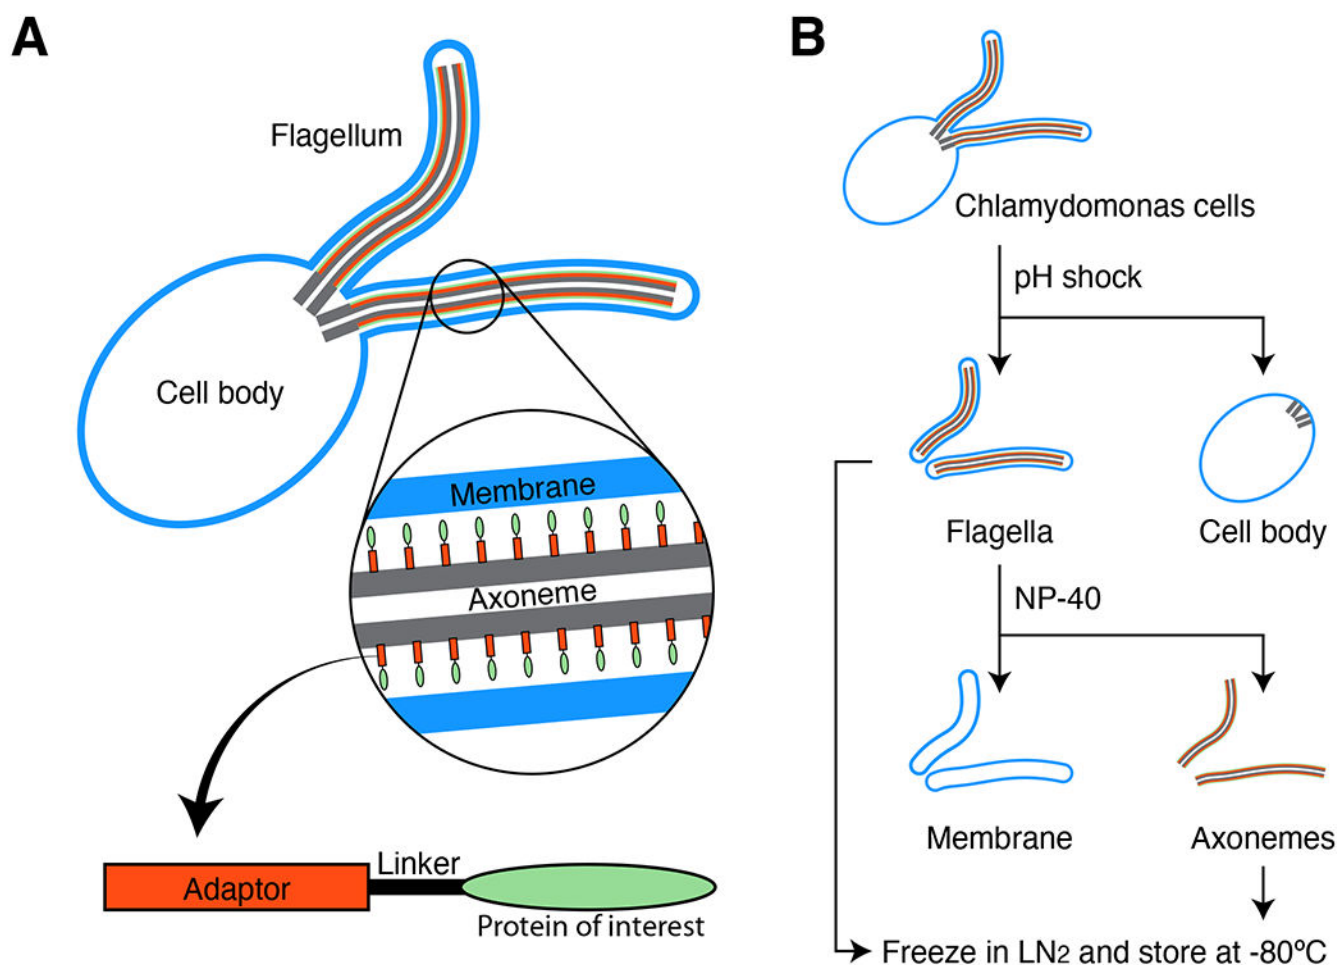 A
Flagellum
Cell body
Membrane
Axoneme
Adaptor
Linker
Protein of interest
B
Chlamydomonas cells
pH shock
Flagella
Cell body
NP-40
Membrane
Axonemes
Freeze in LN2 and store at -80ºC